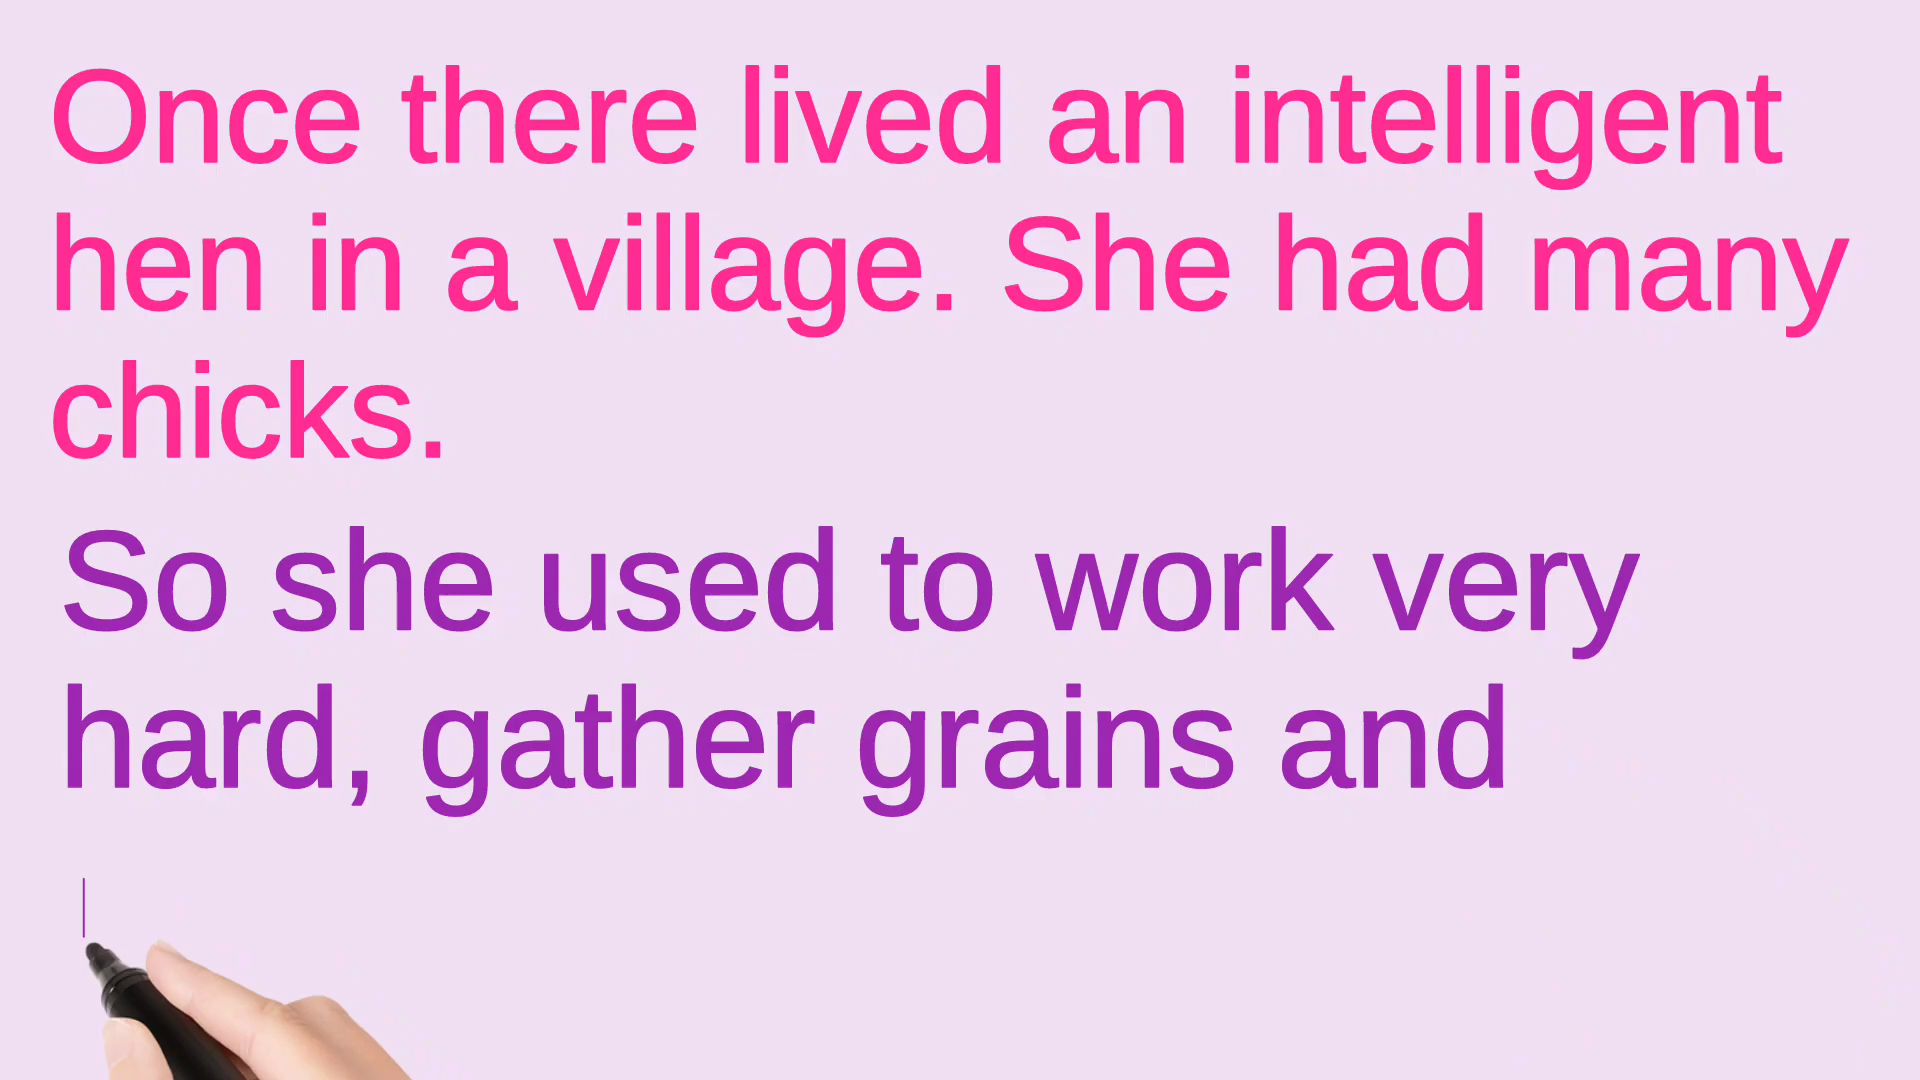 Once there lived an intelligent
hen in a village. She had many
chicks.
So she used to work very
hard, gather grains and